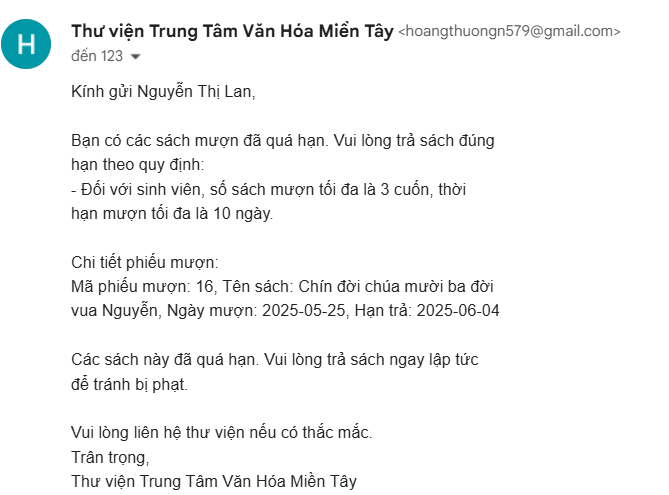 H
Thư viện Trung Tâm Văn Hóa Miền Tây <hoangthuongn579@gmail.com>
đến 123
Kính gửi Nguyễn Thị Lan,
Bạn có các sách mượn đã quá hạn. Vui lòng trả sách đúng
hạn theo quy định:
- Đối với sinh viên, số sách mượn tối đa là 3 cuốn, thời
hạn mượn tối đa là 10 ngày.
Chi tiết phiếu mượn:
Mã phiếu mượn: 16, Tên sách: Chín đời chúa mười ba đời
vua Nguyễn, Ngày mượn: 2025-05-25, Hạn trả: 2025-06-04
Các sách này đã quá hạn. Vui lòng trả sách ngay lập tức
để tránh bị phạt.
Vui lòng liên hệ thư viện nếu có thắc mắc.
Trân trọng,
Thư viện Trung Tâm Văn Hóa Miền Tây